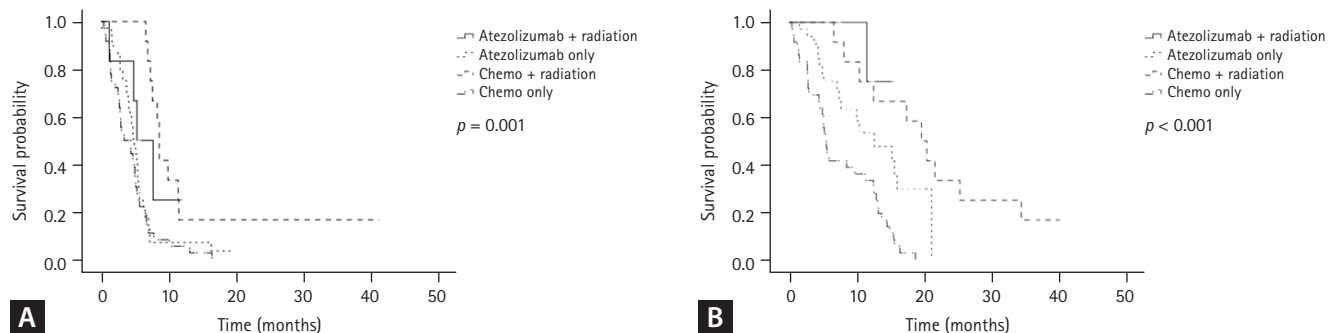 1.0
0.8
0.6
0.4
0.2
0.0
Survival probability
0 10 20 30 40 50
Time (months)
Atezolizumab + radiation
Atezolizumab only
Chemo + radiation
Chemo only
p = 0.001
A
1.0
0.8
0.6
0.4
0.2
0.0
Survival probability
0 10 20 30 40 50
Time (months)
Atezolizumab + radiation
Atezolizumab only
Chemo + radiation
Chemo only
p < 0.001
B